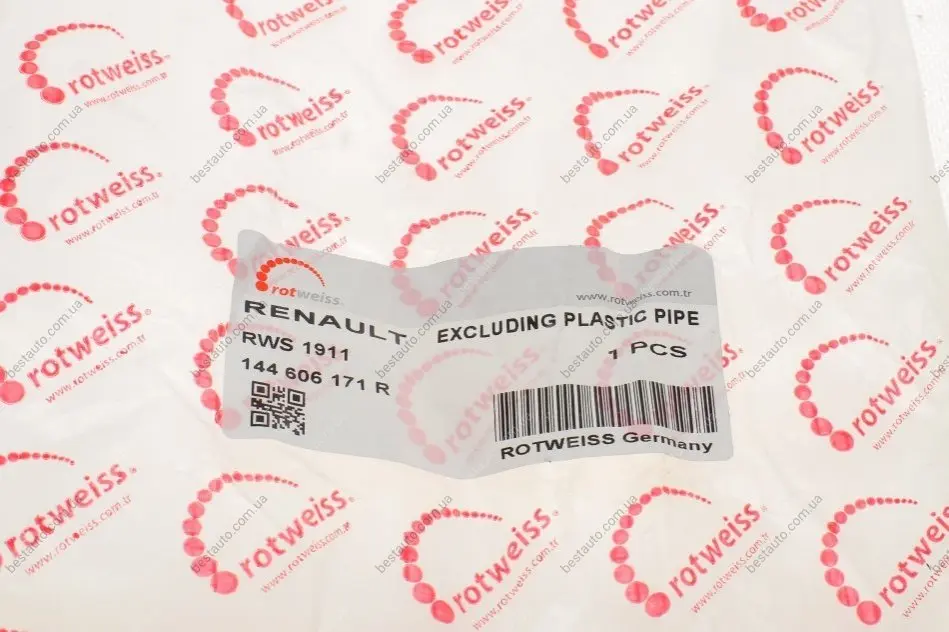 rotweiss
www.rotweiss.com.tr
RENAULT
EXCLUDING PLASTIC PIPE
RWS 1911
1 PCS
144 606 171 R
ROTWEISS Germany
rotweiss
www.rotweiss.com.tr
bestauto.com.ua